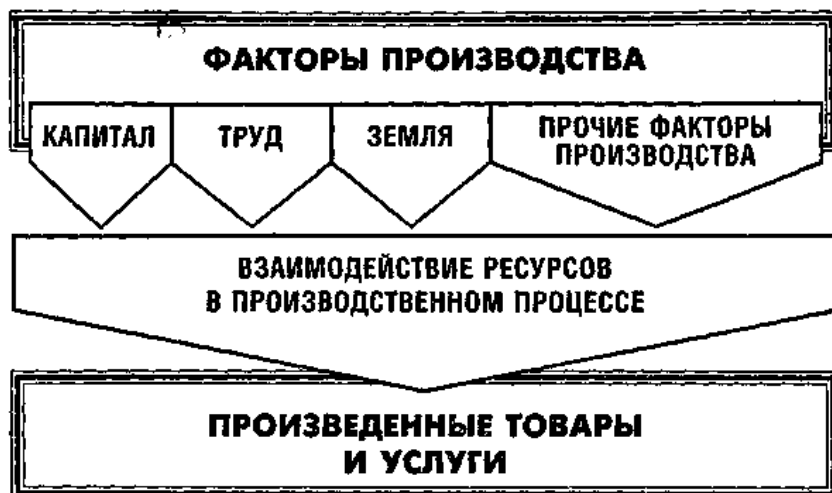 ФАКТОРЫ ПРОИЗВОДСТВА
КАПИТАЛ
ТРУД
ЗЕМЛЯ
ПРОЧИЕ ФАКТОРЫ
ПРОИЗВОДСТВА
ВЗАИМОДЕЙСТВИЕ РЕСУРСОВ
В ПРОИЗВОДСТВЕННОМ ПРОЦЕССЕ
ПРОИЗВЕДЕННЫЕ ТОВАРЫ
И УСЛУГИ